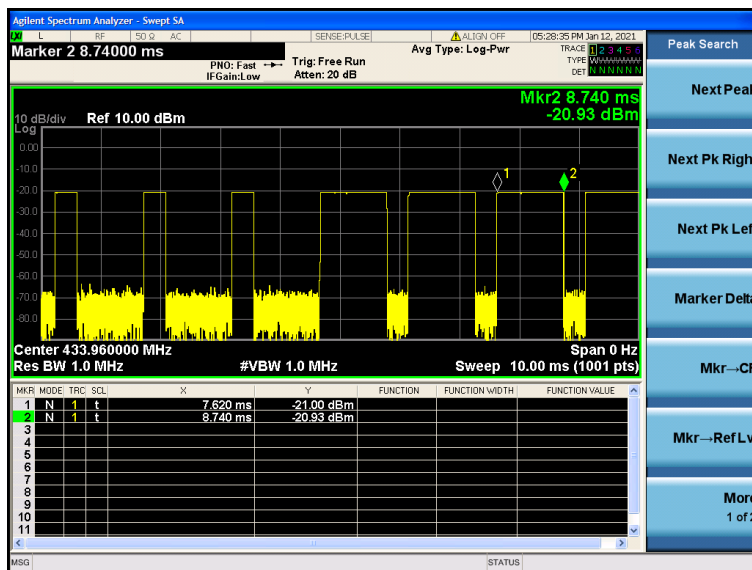 Agilent Spectrum Analyzer - Swept SA
L RF 50 Ω AC SENSE:PULSE ALIGN OFF 05:28:35 PM Jan 12, 2021
Marker 2 8.74000 ms
PNO: Fast
IFGain:Low
Trig: Free Run
Atten: 20 dB
Avg Type: Log-Pwr
TRACE 1 2 3 4 5 6
TYPE
DET N N N N N N
Peak Search
Mkr2 8.740 ms
-20.93 dBm
10 dB/div Ref 10.00 dBm
Log
0.00
-10.0
-20.0
-30.0
-40.0
-50.0
-60.0
-70.0
-80.0
1
2
Center 433.960000 MHz Span 0 Hz
Res BW 1.0 MHz #VBW 1.0 MHz Sweep 10.00 ms (1001 pts)
MKR MODE TRC SCL X Y FUNCTION FUNCTION WIDTH FUNCTION VALUE
1 N 1 t 7.620 ms -21.00 dBm
2 N 1 t 8.740 ms -20.93 dBm
3
4
5
6
7
8
9
10
11
Next Peak
Next Pk Righ
Next Pk Lef
Marker Delta
Mkr→CF
Mkr→Ref Lv
More
1 of 2
MSG STATUS